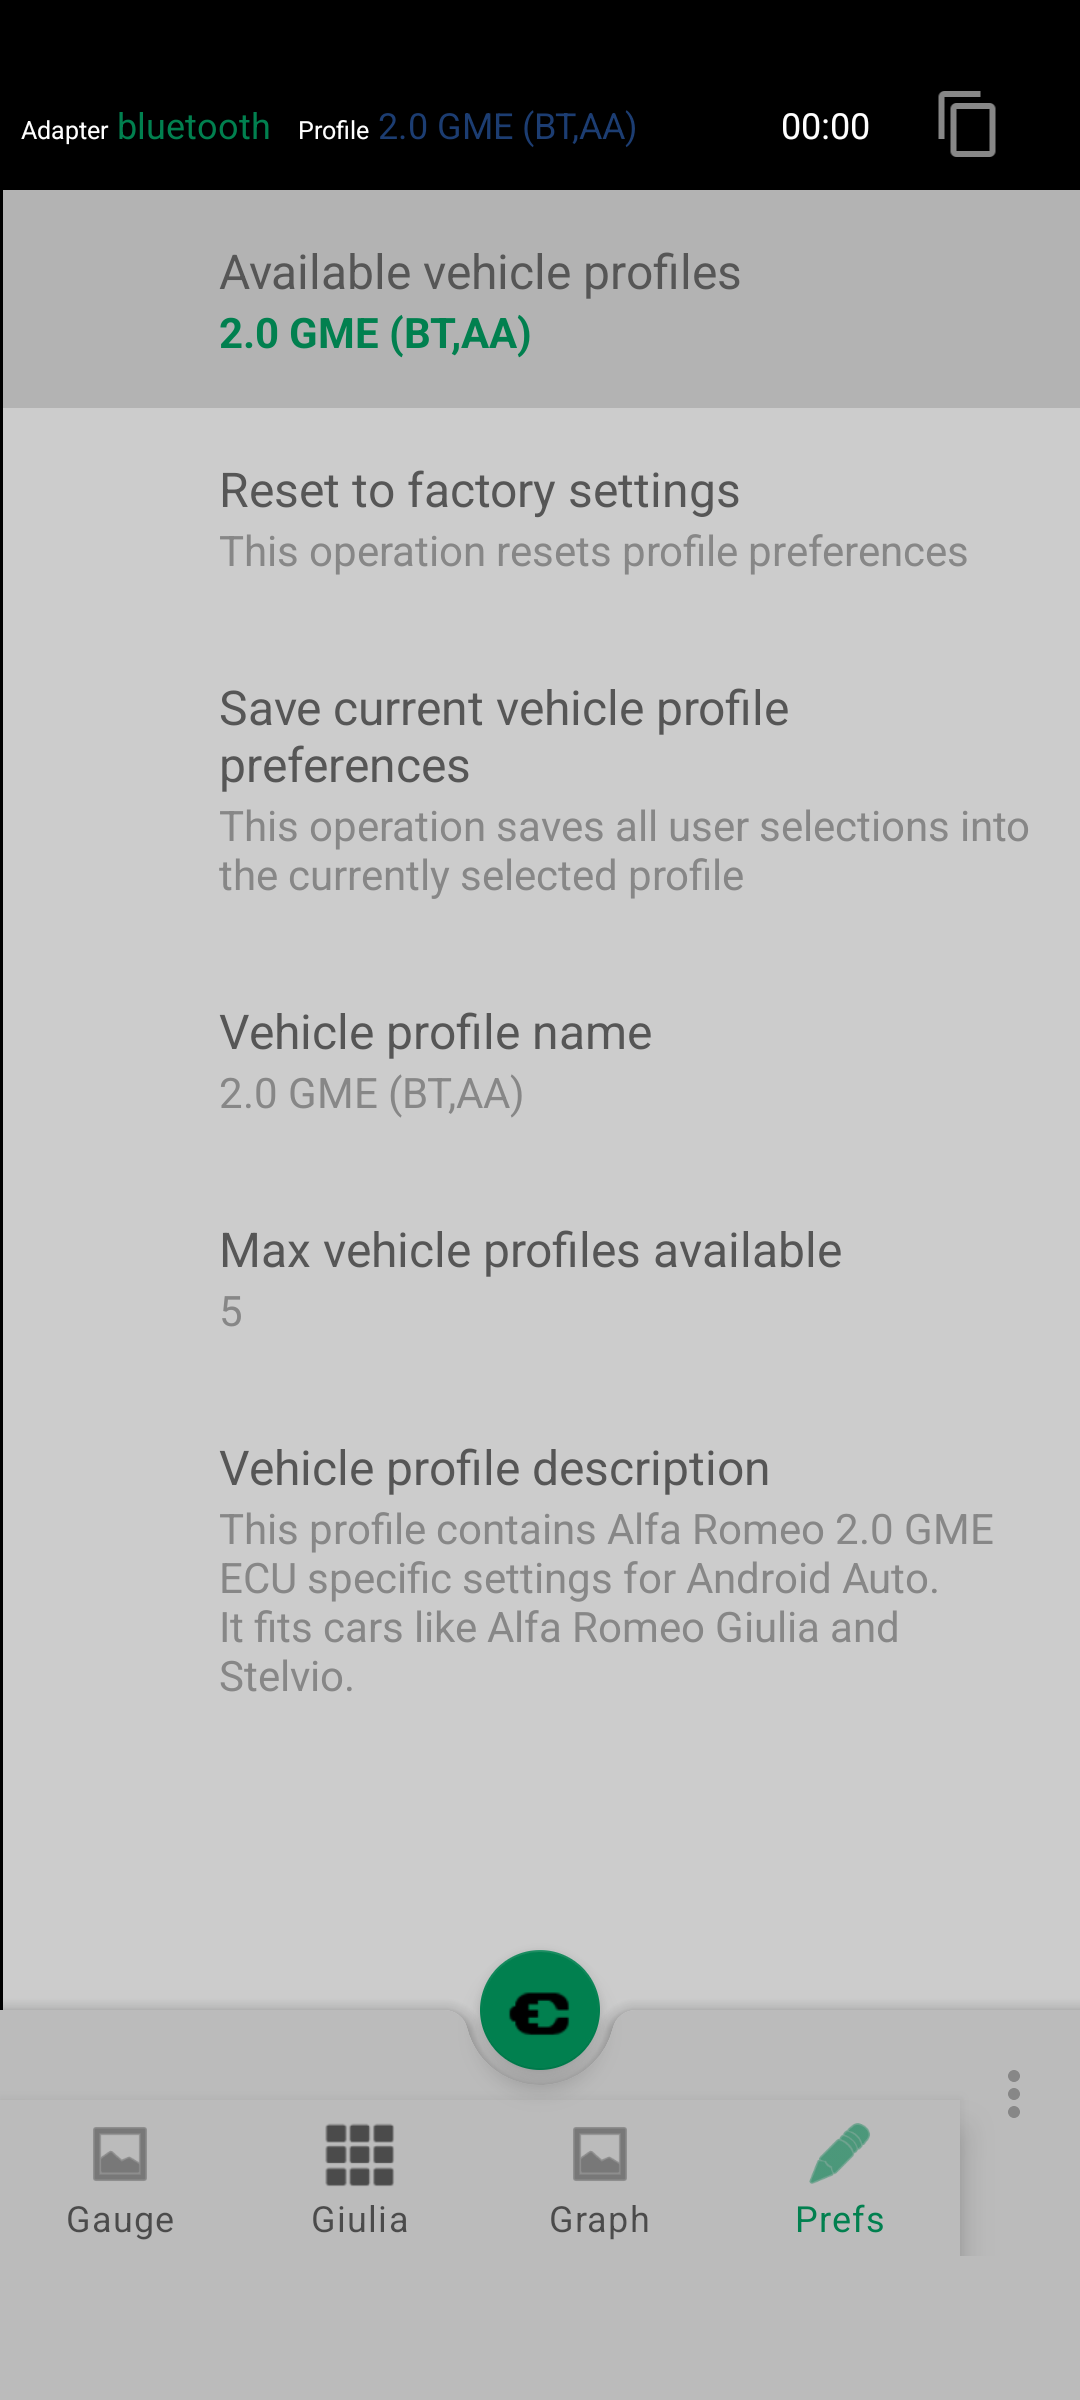 Adapter bluetooth Profile 2.0 GME (BT,AA) 00:00
Available vehicle profiles
2.0 GME (BT,AA)
Reset to factory settings
This operation resets profile preferences
Save current vehicle profile
preferences
This operation saves all user selections into
the currently selected profile
Vehicle profile name
2.0 GME (BT,AA)
Max vehicle profiles available
5
Vehicle profile description
This profile contains Alfa Romeo 2.0 GME
ECU specific settings for Android Auto.
It fits cars like Alfa Romeo Giulia and
Stelvio.
Gauge Giulia Graph Prefs